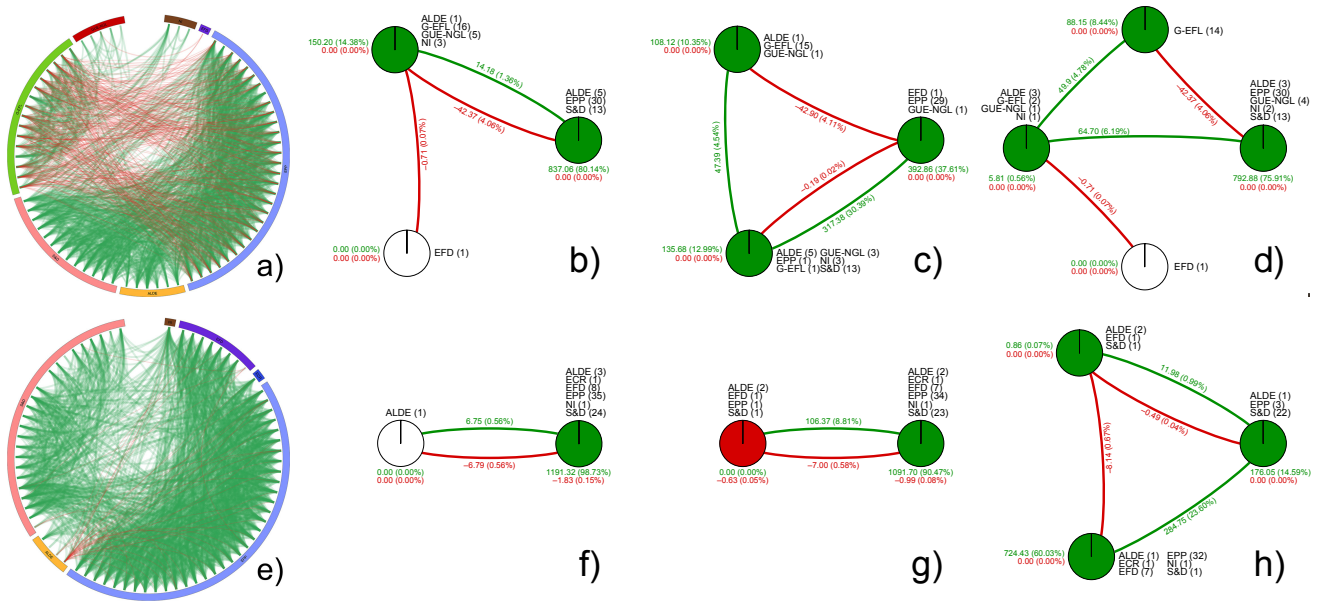 a)
ALDE (1)
G-EFL (16)
GUE-NGL (5)
NI (3)
150.20 (14.38%)
0.00 (0.00%)
14.18 (1.36%)
−42.37 (4.06%)
−0.71 (0.07%)
ALDE (5)
EPP (30)
S&D (13)
837.06 (80.14%)
0.00 (0.00%)
0.00 (0.00%)
0.00 (0.00%)
EFD (1)
b)
ALDE (1)
G-EFL (15)
GUE-NGL (1)
108.12 (10.35%)
0.00 (0.00%)
−42.90 (4.11%)
47.39 (4.54%)
−0.19 (0.02%)
317.38 (30.39%)
EFD (1)
EPP (29)
GUE-NGL (1)
392.86 (37.61%)
0.00 (0.00%)
135.68 (12.99%)
0.00 (0.00%)
ALDE (5) GUE-NGL (3)
EPP (1) NI (3)
G-EFL (1) S&D (13)
c)
88.15 (8.44%)
0.00 (0.00%)
G-EFL (14)
49.9 (4.78%)
−42.37 (4.06%)
ALDE (3)
G-EFL (2)
GUE-NGL (1)
NI (1)
64.70 (6.19%)
ALDE (3)
EPP (30)
GUE-NGL (4)
NI (2)
S&D (13)
5.81 (0.56%)
0.00 (0.00%)
792.88 (75.91%)
0.00 (0.00%)
−0.71 (0.07%)
0.00 (0.00%)
0.00 (0.00%)
EFD (1)
d)
e)
ALDE (1)
6.75 (0.56%)
−6.79 (0.56%)
0.00 (0.00%)
0.00 (0.00%)
ALDE (3)
ECR (1)
EFD (8)
EPP (35)
NI (1)
S&D (24)
1191.32 (98.73%)
−1.83 (0.15%)
f)
ALDE (2)
EFD (1)
EPP (1)
S&D (1)
106.37 (8.81%)
−7.00 (0.58%)
0.00 (0.00%)
−0.63 (0.05%)
ALDE (2)
ECR (1)
EFD (7)
EPP (34)
NI (1)
S&D (23)
1091.70 (90.47%)
−0.99 (0.08%)
g)
ALDE (2)
EFD (1)
S&D (1)
0.86 (0.07%)
0.00 (0.00%)
11.98 (0.99%)
−0.49 (0.04%)
−8.14 (0.67%)
284.75 (23.60%)
ALDE (1)
EPP (3)
S&D (22)
176.05 (14.59%)
0.00 (0.00%)
724.43 (60.03%)
0.00 (0.00%)
ALDE (1) EPP (32)
ECR (1) NI (1)
EFD (7) S&D (1)
h)